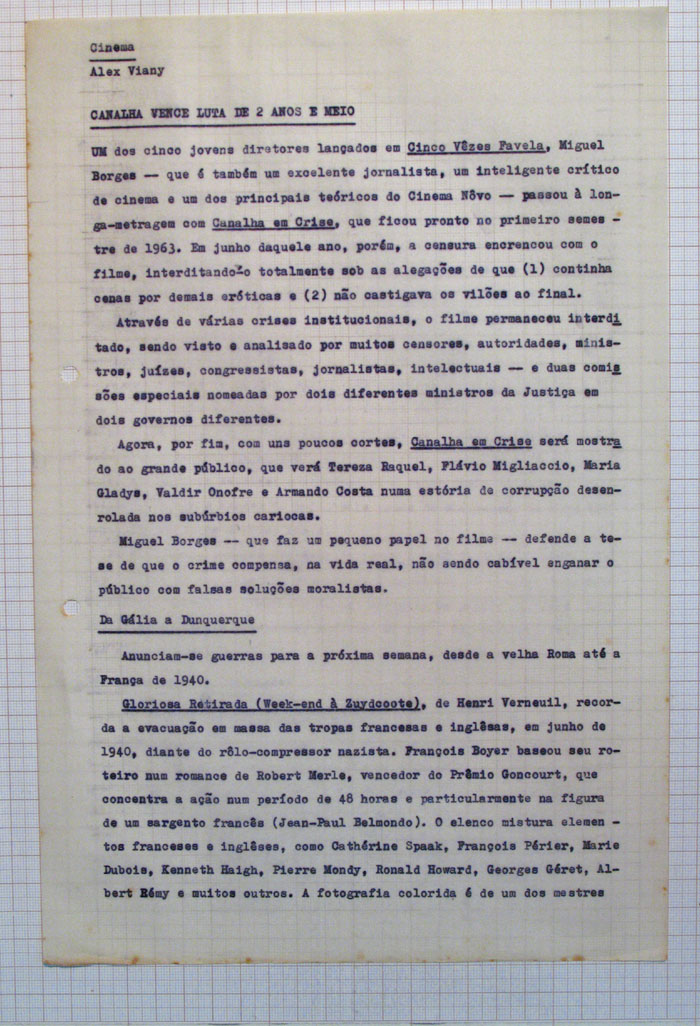 Cinema
Alex Viany
CANALHA VENCE LUTA DE 2 ANOS E MEIO
UM dos cinco jovens diretores lançados em Cinco Vêzes Favela, Miguel
Borges -- que é também um excelente jornalista, um inteligente crítico
de cinema e um dos principais teóricos do Cinema Nôvo -- passou à lon-
ga-metragem com Canalha em Crise, que ficou pronto no primeiro semes -
tre de 1963. Em junho daquele ano, porém, a censura encrencou com o
filme, interditando-o totalmente sob as alegações de que (1) continha
cenas por demais eróticas e (2) não castigava os vilões ao final.
Através de várias crises institucionais, o filme permaneceu interdi
tado, sendo visto e analisado por muitos censores, autoridades, minis-
tros, juízes, congressistas, jornalistas, intelectuais -- e duas comis
sões especiais nomeadas por dois diferentes ministros da Justiça em
dois governos diferentes.
Agora, por fim, com uns poucos cortes, Canalha em Crise será mostra
do ao grande público, que verá Tereza Raquel, Flávio Migliaccio, Maria
Gladys, Valdir Onofre e Armando Costa numa estória de corrupção desen-
rolada nos subúrbios cariocas.
Miguel Borges -- que faz um pequeno papel no filme -- defende a te-
se de que o crime compensa, na vida real, não sendo cabível enganar o
público com falsas soluções moralistas.
Da Gália a Dunquerque
Anunciam-se guerras para a próxima semana, desde a velha Roma até a
França de 1940.
Gloriosa Retirada (Week-end à Zuydcoote), de Henri Verneuil, recor-
da a evacuação em massa das tropas francesas e inglêsas, em junho de
1940, diante do rôlo-compressor nazista. François Boyer baseou seu ro-
teiro num romance de Robert Merle, vencedor do Prêmio Goncourt, que
concentra a ação num período de 48 horas e particularmente na figura
de um sargento francês (Jean-Paul Belmondo). O elenco mistura elemen -
tos franceses e inglêses, como Cathérine Spaak, François Périer, Marie
Dubois, Kenneth Haigh, Pierre Mondy, Ronald Howard, Georges Géret, Al-
bert Rémy e muitos outros. A fotografia colorida é de um dos mestres